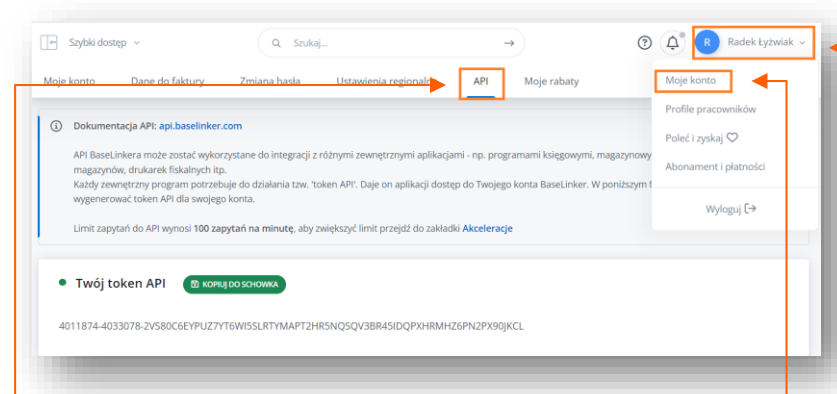 Szybki dostęp
Szukaj...
R Radek Łyżwiak
Moje konto Dane do faktury Zmiana hasła Ustawienia regionaln API Moje rabaty
Moje konto
Profile pracowników
Poleć i zyskaj
Abonament i płatności
Wyloguj
Dokumentacja API: api.baselinker.com
API BaseLinkera może zostać wykorzystane do integracji z różnymi zewnętrznymi aplikacjami - np. programami księgowymi, magazynowy
magazynów, drukarek fiskalnych itp.
Każdy zewnętrzny program potrzebuje do działania tzw. 'token API'. Daje on aplikacji dostęp do Twojego konta BaseLinker. W poniższym f
wygenerować token API dla swojego konta.
Limit zapytań do API wynosi 100 zapytań na minutę, aby zwiększyć limit przejdź do zakładki Akceleracje
Twój token API KOPIUJ DO SCHOWKA
4011874-4033078-2VS80C6EYPUZ7YT6WISSLRTYMAPT2HR5NQSQV3BR45IDQPXHRMHZ6PN2PX90JKCL